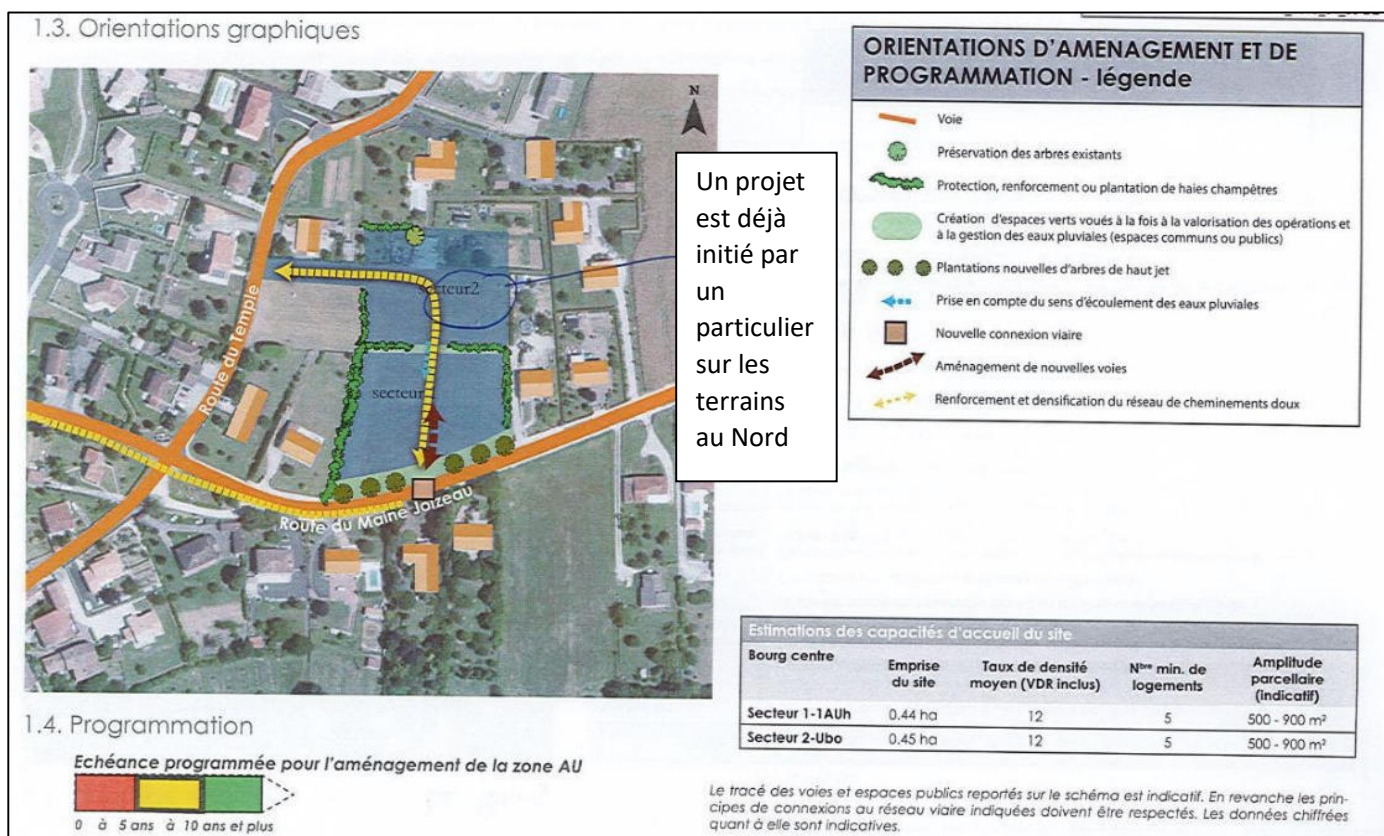 1.3. Orientations graphiques
N
Route du Temple
secteur2
secteur
Route du Maine Joizeau
Un projet
est déjà
initié par
un
particulier
sur les
terrains
au Nord
ORIENTATIONS D'AMENAGEMENT ET DE
PROGRAMMATION - légende
Voie
Préservation des arbres existants
Protection, renforcement ou plantation de haies champêtres
Création d'espaces verts voués à la fois à la valorisation des opérations et
à la gestion des eaux pluviales (espaces communs ou publics)
Plantations nouvelles d'arbres de haut jet
Prise en compte du sens d'écoulement des eaux pluviales
Nouvelle connexion viaire
Aménagement de nouvelles voies
Renforcement et densification du réseau de cheminements doux
Estimations des capacités d'accueil du site
Bourg centre Emprise du site Taux de densité moyen (VDR inclus) Nbre min. de logements Amplitude parcellaire (indicatif)
Secteur 1-1AUh 0.44 ha 12 5 500 - 900 m²
Secteur 2-Ubo 0.45 ha 12 5 500 - 900 m²
1.4. Programmation
Echéance programmée pour l'aménagement de la zone AU
0 à 5 ans à 10 ans et plus
Le tracé des voies et espaces publics reportés sur le schéma est indicatif. En revanche les prin-
cipes de connexions au réseau viaire indiquées doivent être respectés. Les données chiffrées
quant à elle sont indicatives.